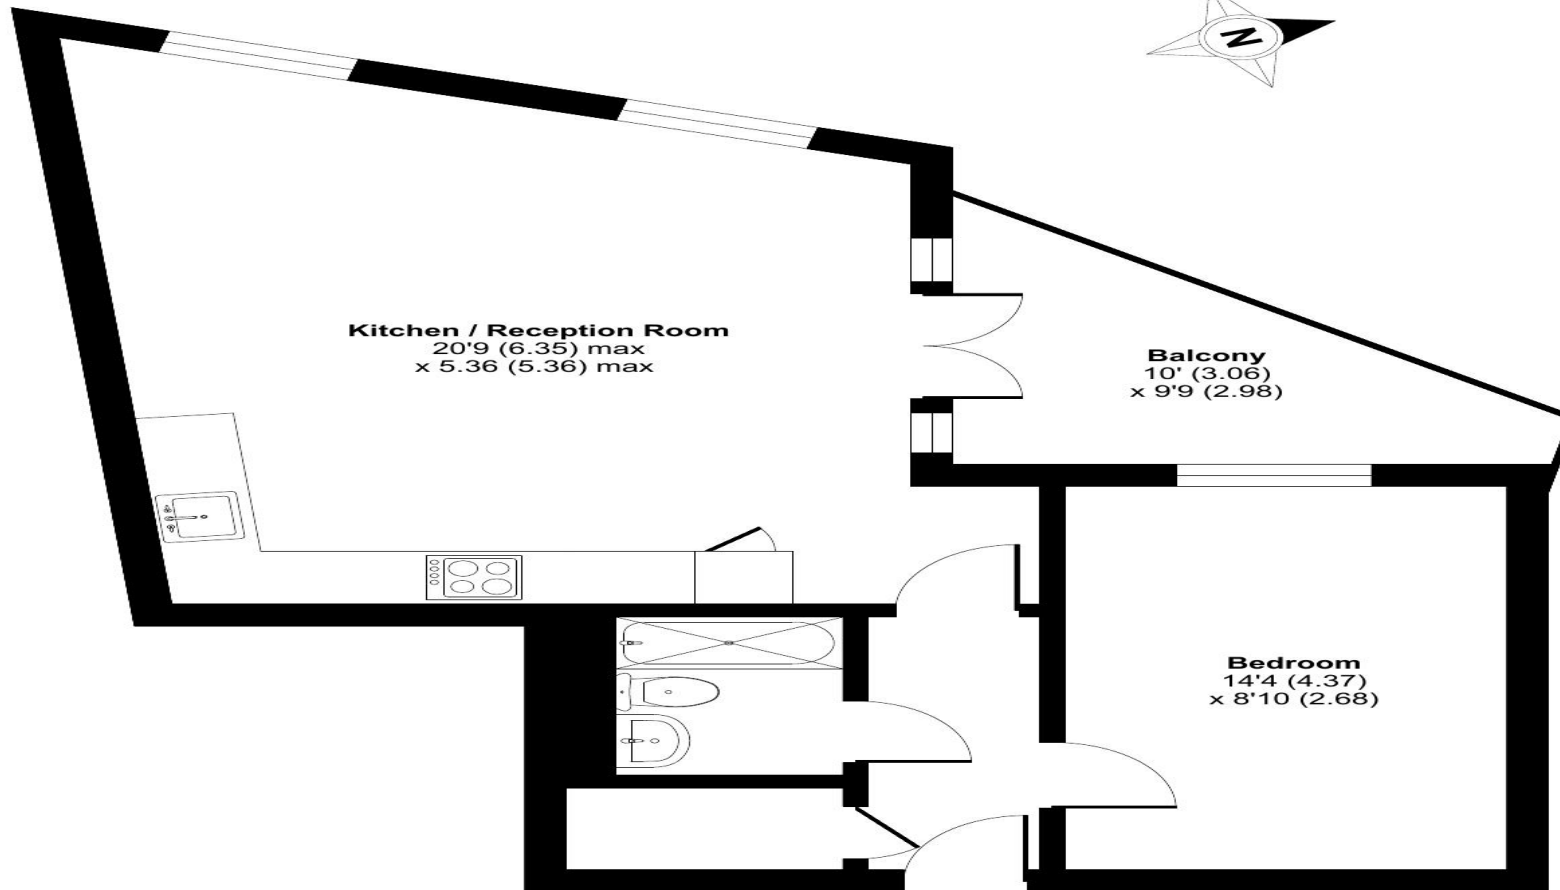 N
Kitchen / Reception Room
20'9 (6.35) max
x 5.36 (5.36) max
Balcony
10' (3.06)
x 9'9 (2.98)
Bedroom
14'4 (4.37)
x 8'10 (2.68)